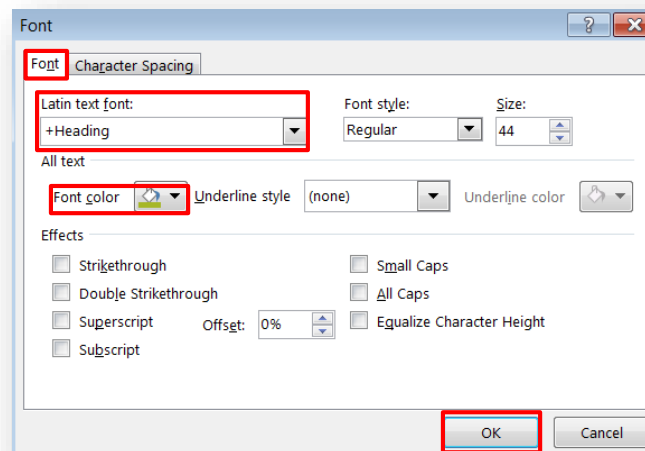 Font
Font Character Spacing
Latin text font: Font style: Size:
+Heading Regular 44
All text
Font color Underline style (none) Underline color
Effects
Strikethrough Small Caps
Double Strikethrough All Caps
Superscript Offset: 0% Equalize Character Height
Subscript
OK Cancel